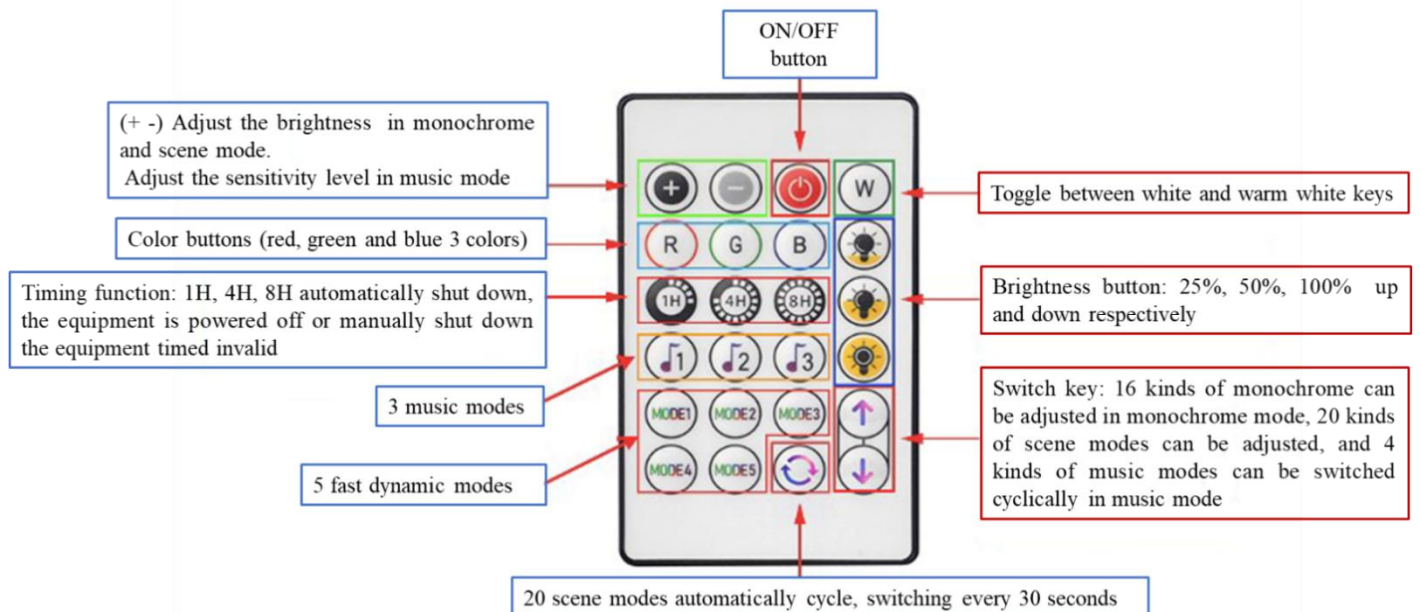 ON/OFF
button
(+ -) Adjust the brightness in monochrome
and scene mode.
Adjust the sensitivity level in music mode
Color buttons (red, green and blue 3 colors)
Timing function: 1H, 4H, 8H automatically shut down,
the equipment is powered off or manually shut down
the equipment timed invalid
3 music modes
5 fast dynamic modes
+ - W
R G B
1H 4H 8H
1 2 3
MODE1 MODE2 MODE3
MODE4 MODE5
Toggle between white and warm white keys
Brightness button: 25%, 50%, 100% up
and down respectively
Switch key: 16 kinds of monochrome can
be adjusted in monochrome mode, 20 kinds
of scene modes can be adjusted, and 4
kinds of music modes can be switched
cyclically in music mode
20 scene modes automatically cycle, switching every 30 seconds